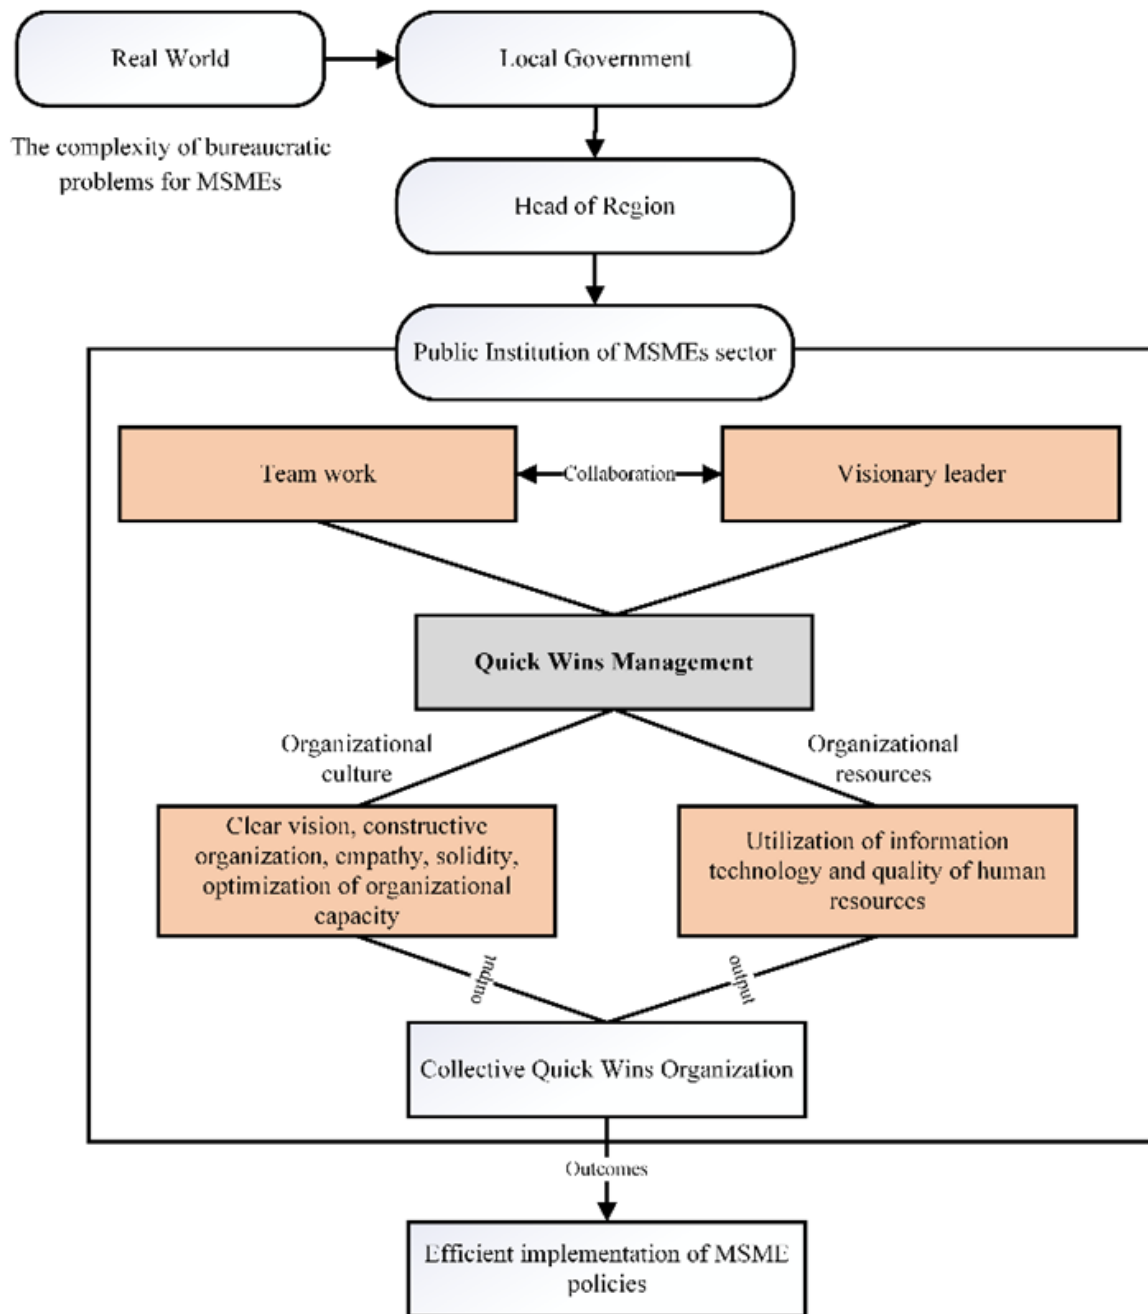 Real World
Local Government
The complexity of bureaucratic
problems for MSMEs
Head of Region
Public Institution of MSMEs sector
Team work
Collaboration
Visionary leader
Quick Wins Management
Organizational
culture
Organizational
resources
Clear vision, constructive
organization, empathy, solidity,
optimization of organizational
capacity
Utilization of information
technology and quality of human
resources
output
output
Collective Quick Wins Organization
Outcomes
Efficient implementation of MSME
policies